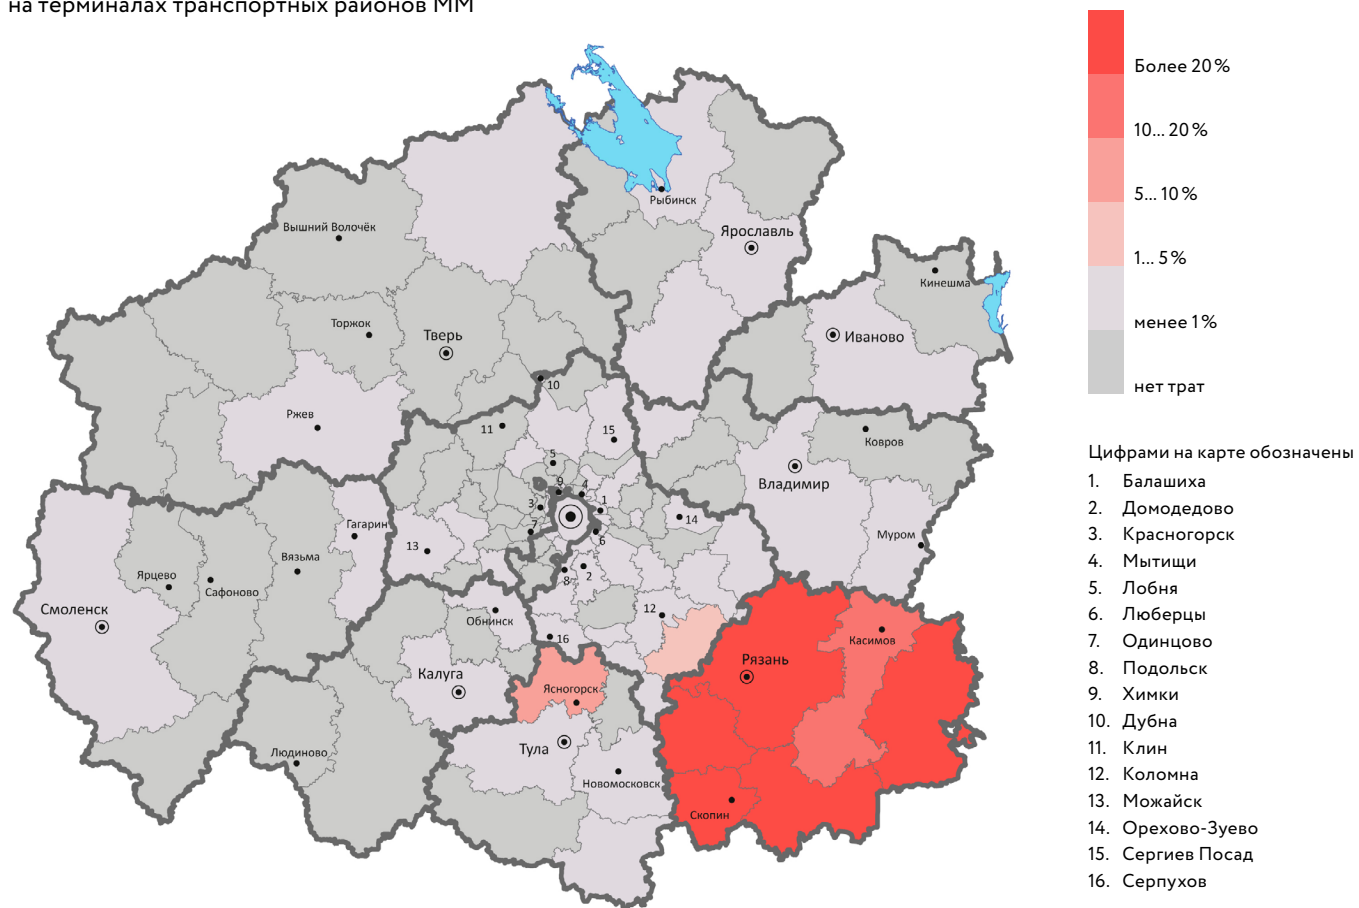 на терминалах транспортных районов ММ
Более 20 %
10... 20 %
5... 10 %
1... 5 %
менее 1 %
нет трат
Рыбинск
Вышний Волочёк
Ярославль
Кинешма
Торжок
Тверь
Иваново
10
Ржев
11
15
Ковров
5
Владимир
9
4
3
1
Гагарин
14
7
Муром
6
13
Вязьма
Ярцево
8
2
Сафоново
Смоленск
12
Обнинск
16
Касимов
Рязань
Калуга
Ясногорск
Тула
Людиново
Новомосковск
Скопин
Цифрами на карте обозначены
1. Балашиха
2. Домодедово
3. Красногорск
4. Мытищи
5. Лобня
6. Люберцы
7. Одинцово
8. Подольск
9. Химки
10. Дубна
11. Клин
12. Коломна
13. Можайск
14. Орехово-Зуево
15. Сергиев Посад
16. Серпухов